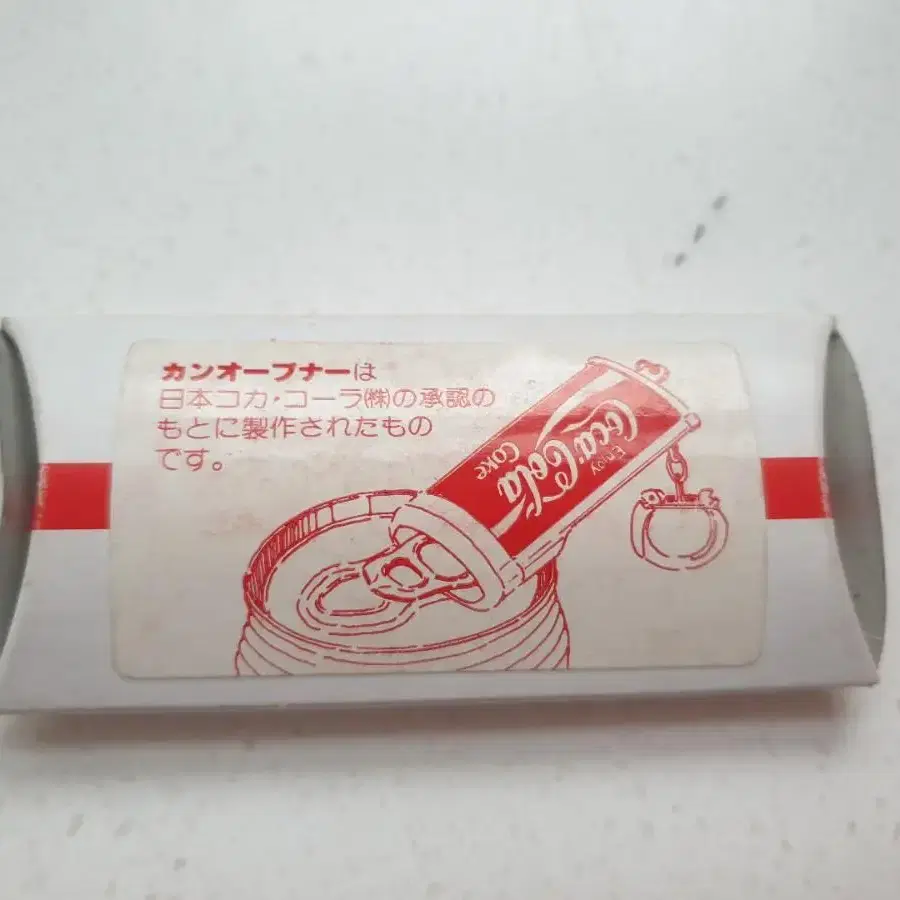 カンオープナーは
日本コカ・コーラ㈱の承認の
もとに製作されたもの
です。
Enjoy
Coca-Cola
Coke